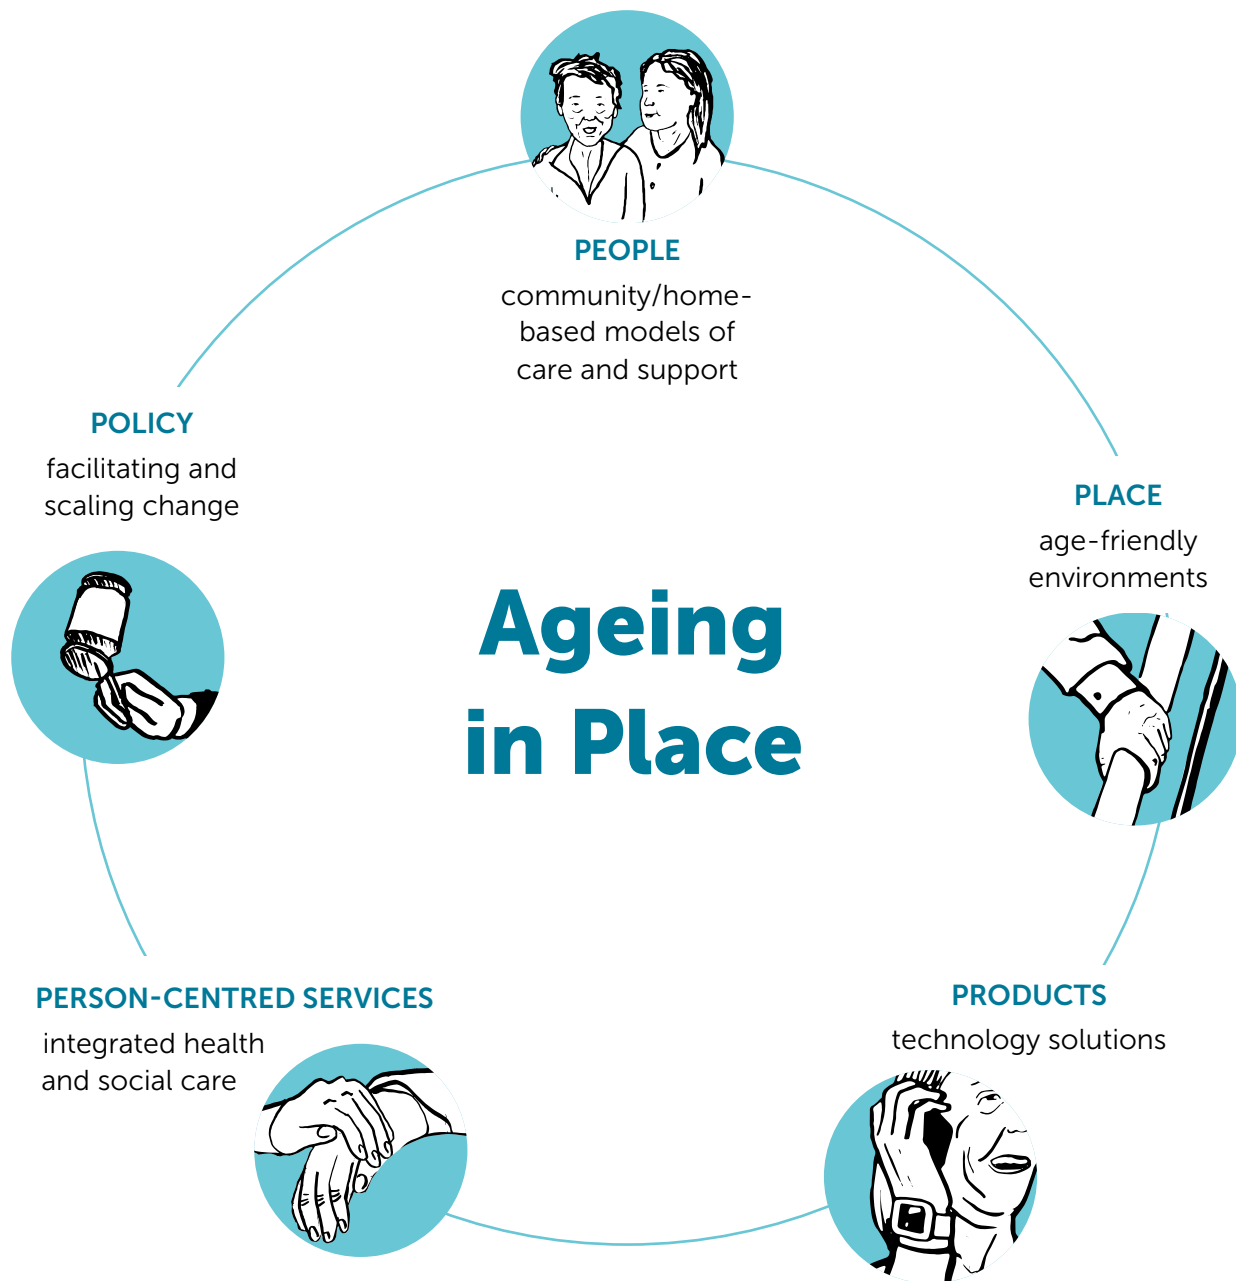 PEOPLE
community/home-
based models of
care and support
POLICY
facilitating and
scaling change
PLACE
age-friendly
environments
Ageing
in Place
PERSON-CENTRED SERVICES
integrated health
and social care
PRODUCTS
technology solutions